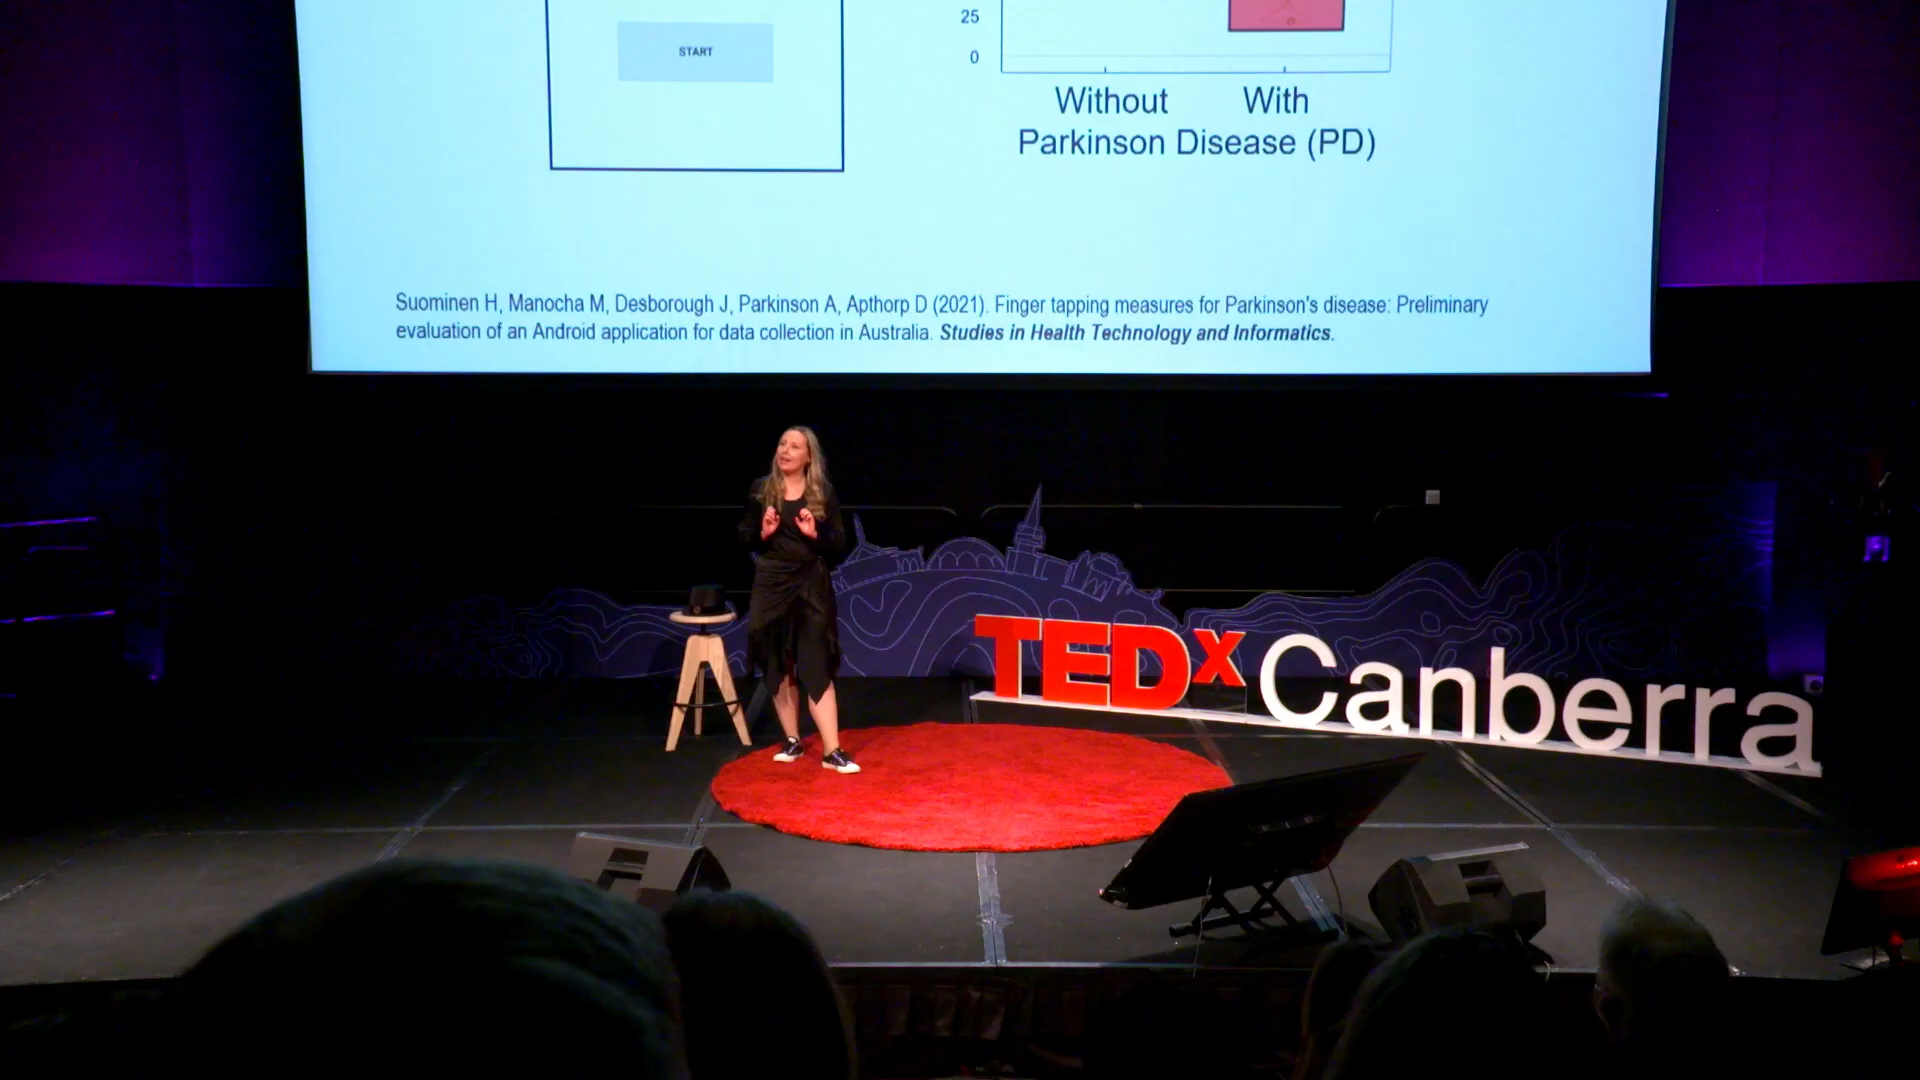 25
START
0
Without With
Parkinson Disease (PD)
Suominen H, Manocha M, Desborough J, Parkinson A, Apthorp D (2021). Finger tapping measures for Parkinson's disease: Preliminary
evaluation of an Android application for data collection in Australia. Studies in Health Technology and Informatics.
TEDx Canberra